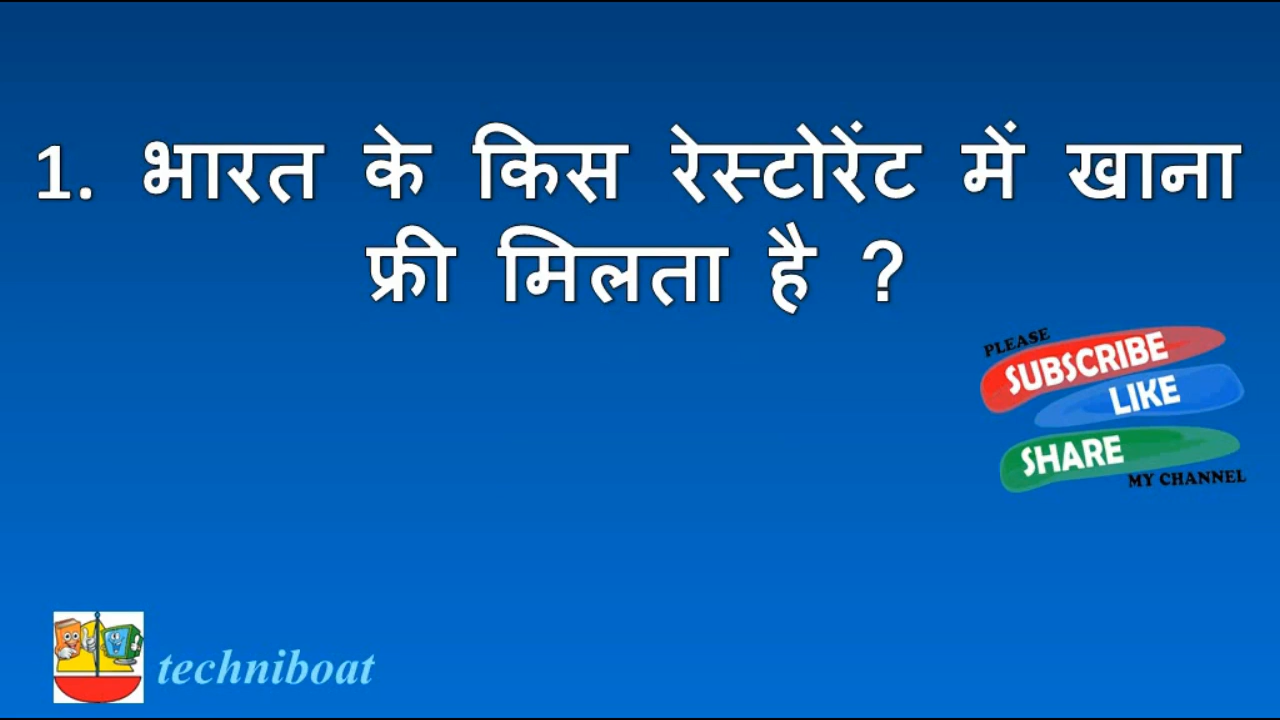 1. भारत के किस रेस्टोरेंट में खाना
फ्री मिलता है ?
PLEASE
SUBSCRIBE
LIKE
SHARE
MY CHANNEL
techniboat